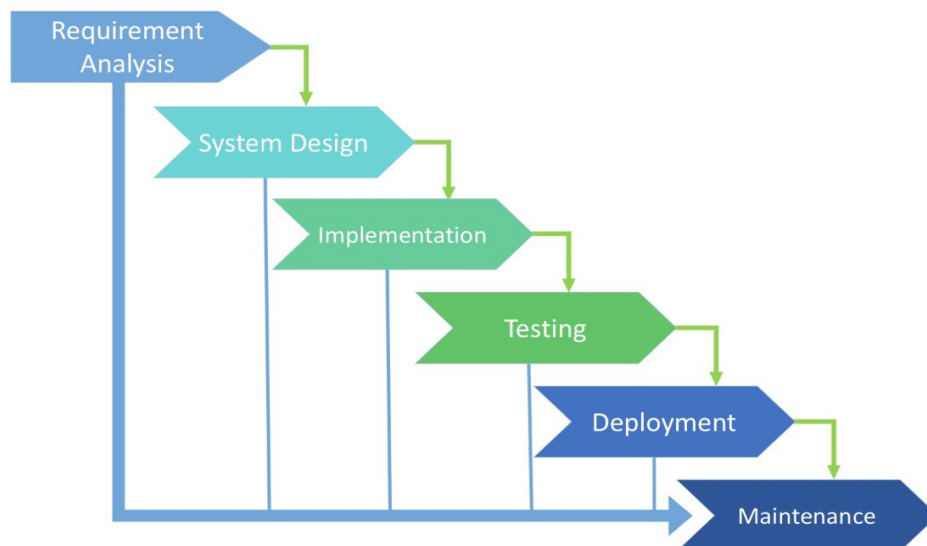 Requirement
Analysis
System Design
Implementation
Testing
Deployment
Maintenance